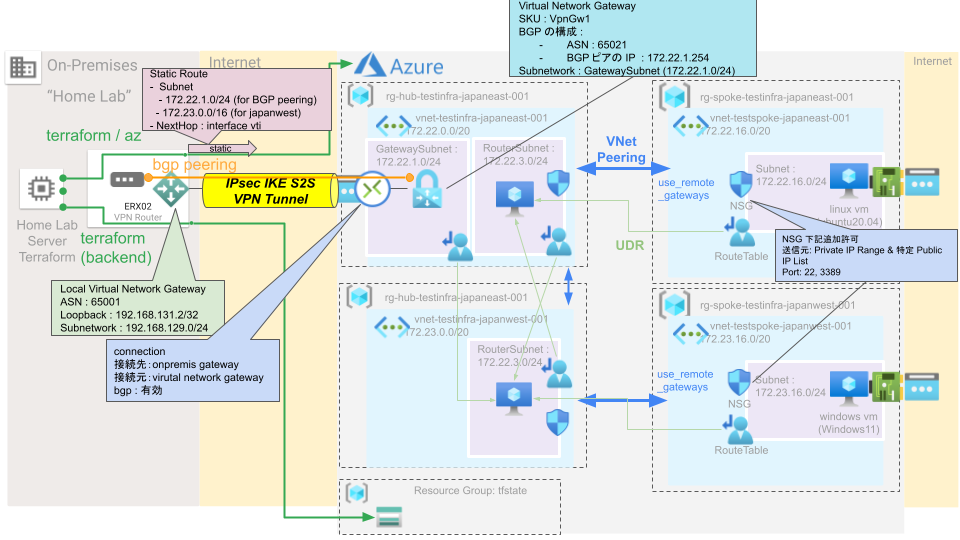 Virtual Network Gateway
SKU : VpnGw1
BGP の構成 :
- ASN : 65021
- BGP ピアの IP : 172.22.1.254
Subnetwork : GatewaySubnet (172.22.1.0/24)
On-Premises
“Home Lab”
Internet
Static Route
- Subnet
- 172.22.1.0/24 (for BGP peering)
- 172.23.0.0/16 (for japanwest)
- NextHop : interface vti
static
Azure
Internet
terraform / az
bgp peering
IPsec IKE S2S
VPN Tunnel
ERX02
VPN Router
Home Lab
Server
Terraform
terraform
(backend)
Local Virtual Network Gateway
ASN : 65001
Loopback : 192.168.131.2/32
Subnetwork : 192.168.129.0/24
connection
接続先 : onpremis gateway
接続元 : virutal network gateway
bgp : 有効
rg-hub-testinfra-japaneast-001
vnet-testinfra-japaneast-001
172.22.0.0/20
GatewaySubnet :
172.22.1.0/24
RouterSubnet :
172.22.3.0/24
VNet
Peering
use_remote
_gateways
UDR
rg-spoke-testinfra-japaneast-001
vnet-testspoke-japaneast-001
172.22.16.0/20
Subnet :
172.22.16.0/24
NSG
linux vm
(ubuntu20.04)
RouteTable
NSG 下記追加許可
送信元: Private IP Range & 特定 Public
IP List
Port: 22, 3389
rg-hub-testinfra-japaneast-001
vnet-testinfra-japanwest-001
172.23.0.0/20
RouterSubnet :
172.22.3.0/24
use_remote
_gateways
rg-spoke-testinfra-japanwest-001
vnet-testspoke-japanwest-001
172.23.16.0/20
Subnet :
172.23.16.0/24
NSG
windows vm
(Windows11)
RouteTable
Resource Group: tfstate